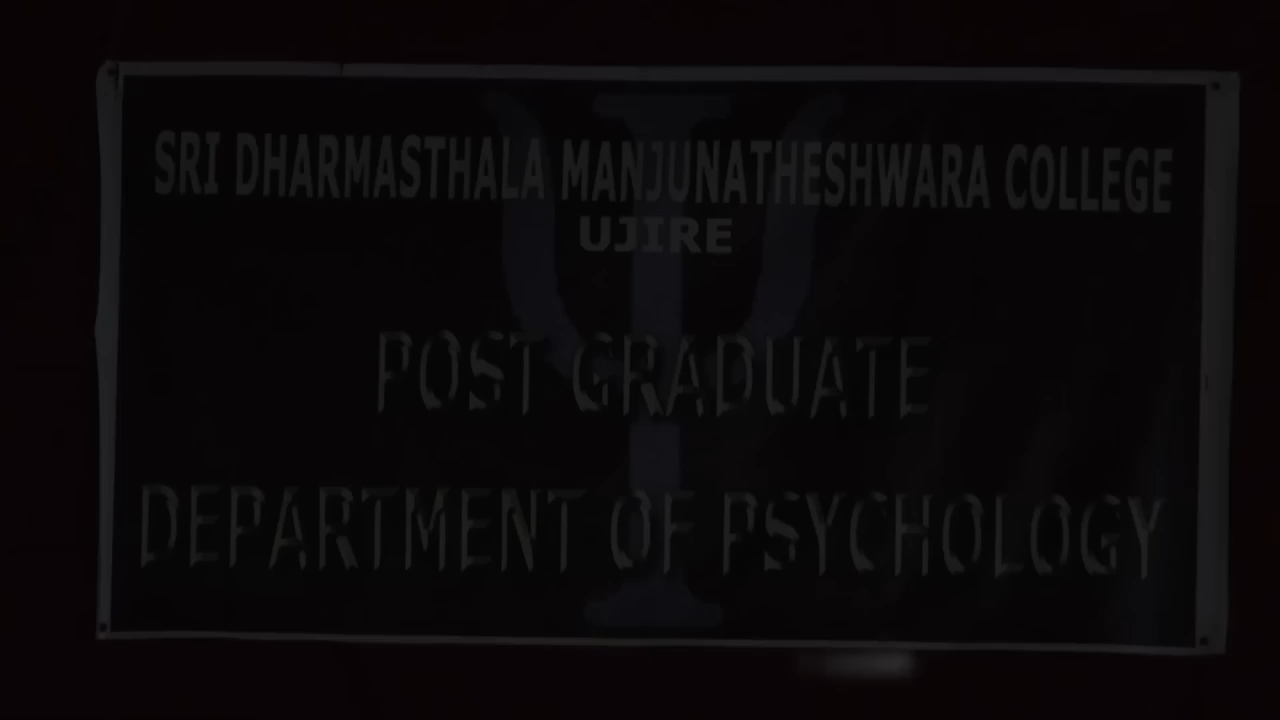 SRI DHARMASTHALA MANJUNATHESHWARA COLLEGE
UJIRE
POST GRADUATE
DEPARTMENT OF PSYCHOLOGY